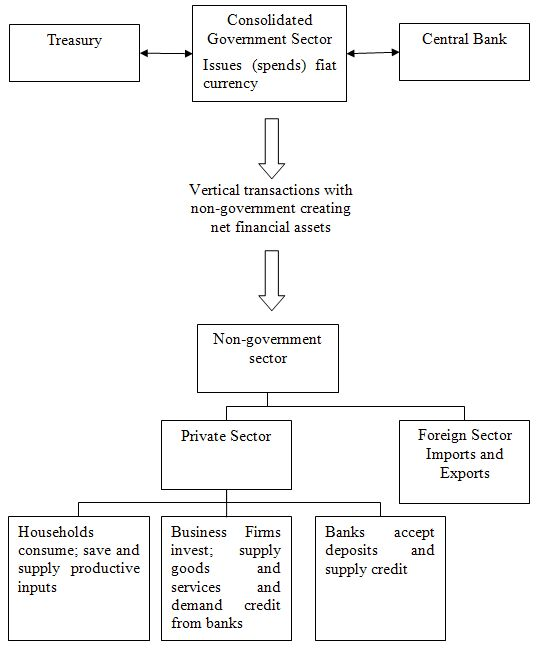 Treasury
Consolidated
Government Sector
Issues (spends) fiat
currency
Central Bank
Vertical transactions with
non-government creating
net financial assets
Non-government
sector
Private Sector
Foreign Sector
Imports and
Exports
Households
consume; save and
supply productive
inputs
Business Firms
invest; supply
goods and
services and
demand credit
from banks
Banks accept
deposits and
supply credit